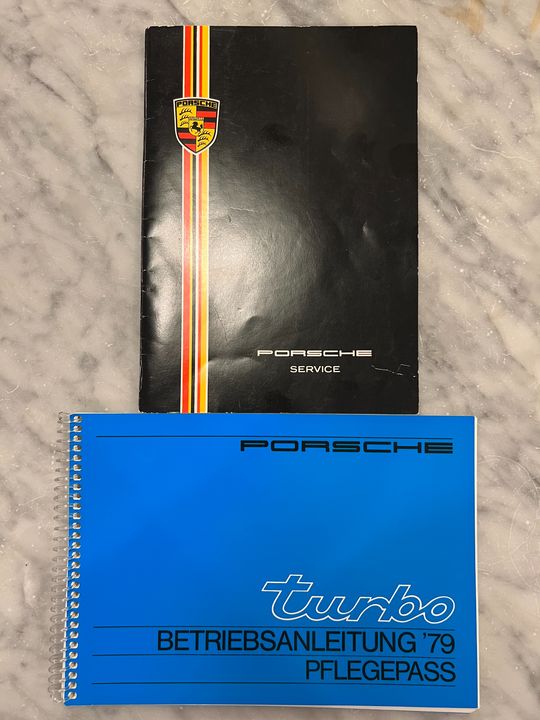 PORSCHE
PORSCHE
SERVICE
PORSCHE
turbo
BETRIEBSANLEITUNG '79
PFLEGEPASS